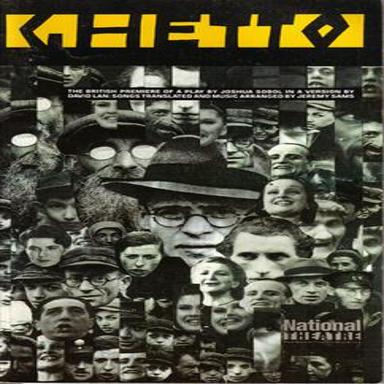 GHETTO
THE BRITISH PREMIERE OF A PLAY BY JOSHUA SOBOL IN A VERSION BY
DAVID LAN: SONGS TRANSLATED AND MUSIC ARRANGED BY JEREMY SAMS
National
THEATRE